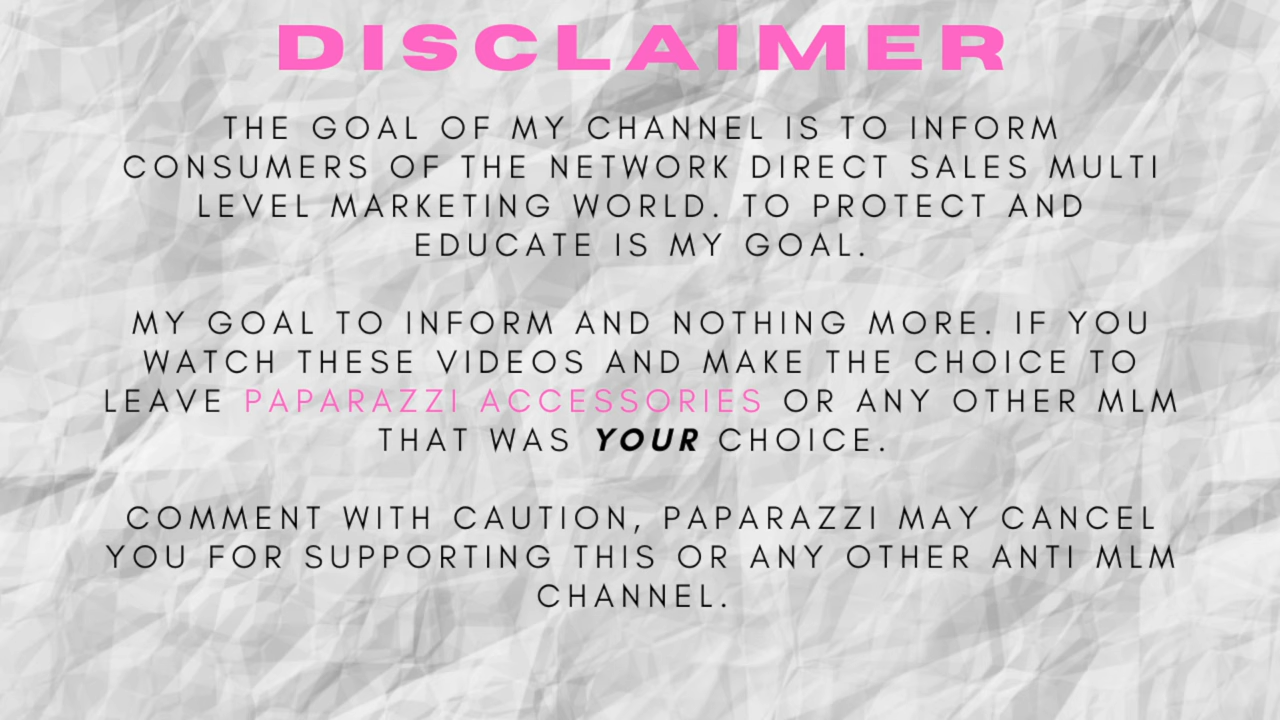 DISCLAIMER
THE GOAL OF MY CHANNEL IS TO INFORM
CONSUMERS OF THE NETWORK DIRECT SALES MULTI
LEVEL MARKETING WORLD. TO PROTECT AND
EDUCATE IS MY GOAL.
MY GOAL TO INFORM AND NOTHING MORE. IF YOU
WATCH THESE VIDEOS AND MAKE THE CHOICE TO
LEAVE PAPARAZZI ACCESSORIES OR ANY OTHER MLM
THAT WAS YOUR CHOICE.
COMMENT WITH CAUTION, PAPARAZZI MAY CANCEL
YOU FOR SUPPORTING THIS OR ANY OTHER ANTI MLM
CHANNEL.